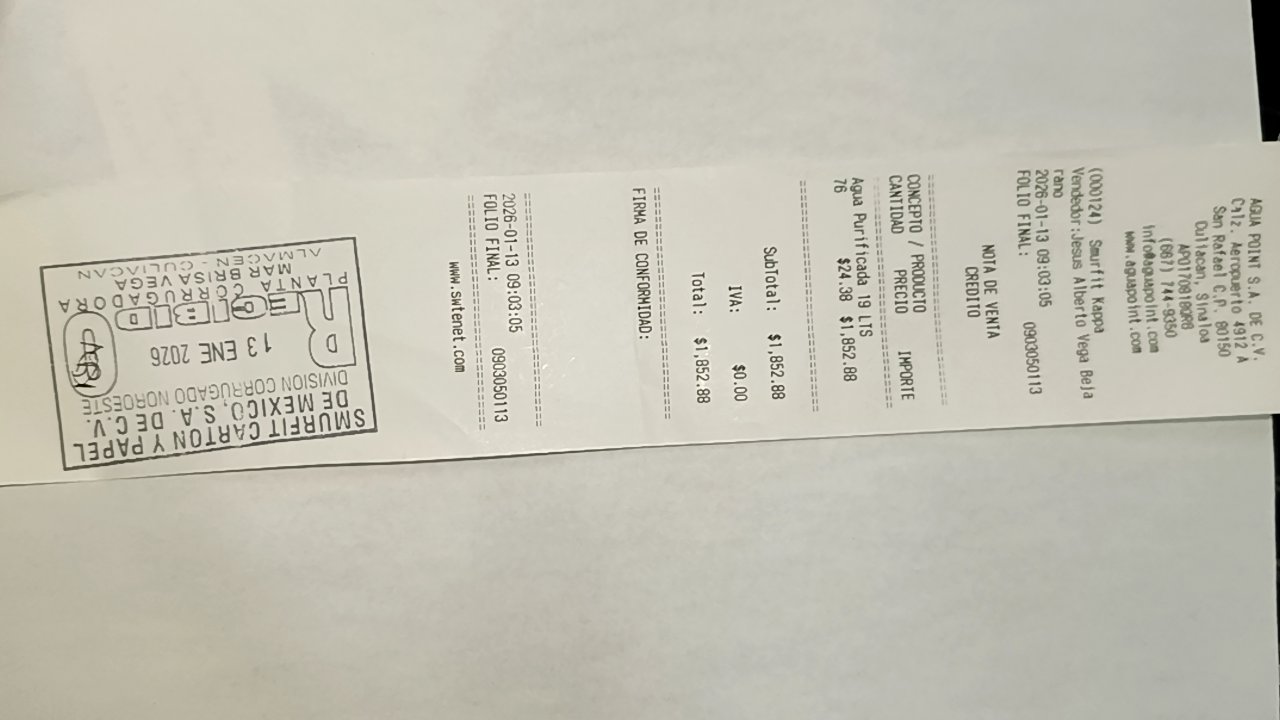 AGUA POINT S.A. DE C.V.
Calz. Aeropuerto 4912 A
San Rafael C.P. 80150
Culiacan, Sinaloa
APO170818QR8
(667) 744-9350
info@aguapoint.com
www.aguapoint.com
(000124) Smurfit Kappa
Vendedor:Jesus Alberto Vega Beja
rano
2026-01-13 09:03:05
FOLIO FINAL: 0903050113
NOTA DE VENTA
CREDITO
================================
CONCEPTO / PRODUCTO
CANTIDAD PRECIO IMPORTE
================================
Agua Purificada 19 LTS
76 $24.38 $1,852.88
================================
SubTotal: $1,852.88
IVA: $0.00
Total: $1,852.88
================================
FIRMA DE CONFORMIDAD:
================================
2026-01-13 09:03:05
FOLIO FINAL: 0903050113
================================
www.swtenet.com
SMURFIT CARTON Y PAPEL
DE MEXICO, S.A. DE C.V.
DIVISION CORRUGADO NOROESTE
13 ENE 2026
RECIBIDO
PLANTA CORRUGADORA
MAR BRISA VEGA
ALMACEN - CULIACAN